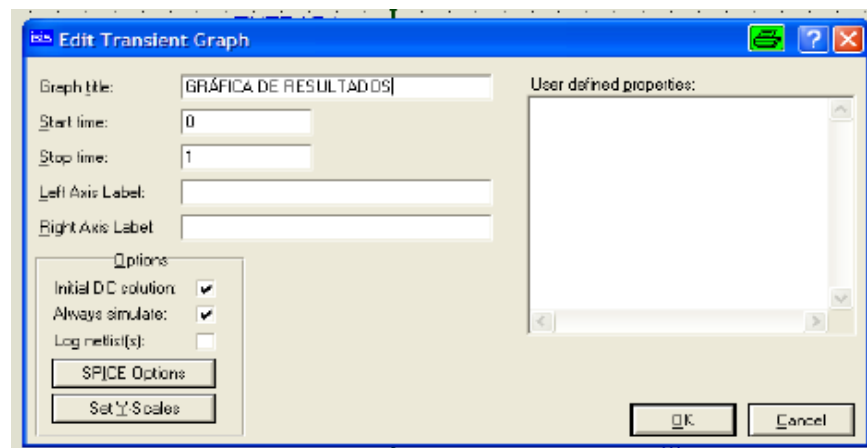 Edit Transient Graph
Graph title: GRÁFICA DE RESULTADOS
Start time: 0
Stop time: 1
Left Axis Label:
Right Axis Label:
Options
Initial DC solution:
Always simulate:
Log netlist(s):
SPICE Options
Set Y-Scales
User defined properties:
OK
Cancel